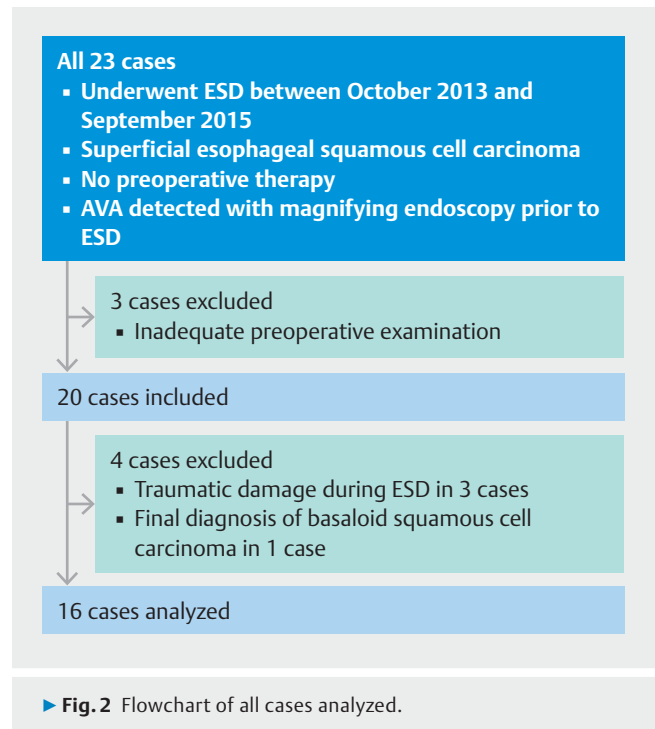 All 23 cases
▪ Underwent ESD between October 2013 and
September 2015
▪ Superficial esophageal squamous cell carcinoma
▪ No preoperative therapy
▪ AVA detected with magnifying endoscopy prior to
ESD
3 cases excluded
▪ Inadequate preoperative examination
20 cases included
4 cases excluded
▪ Traumatic damage during ESD in 3 cases
▪ Final diagnosis of basaloid squamous cell
carcinoma in 1 case
16 cases analyzed
▶ Fig. 2 Flowchart of all cases analyzed.